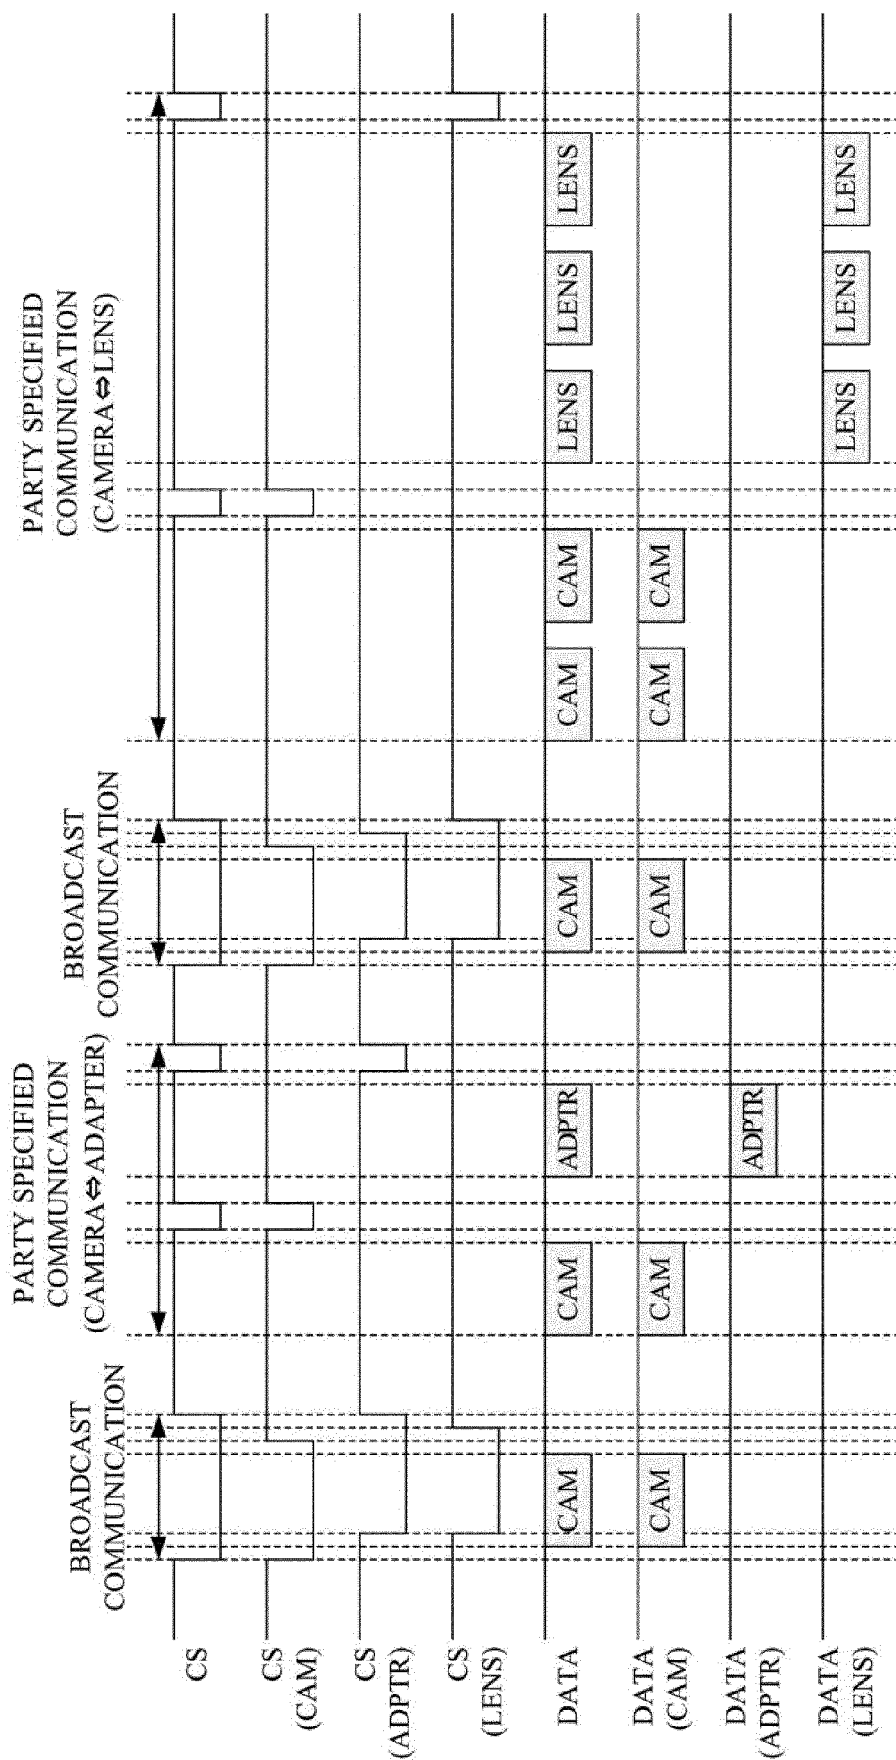 BROADCAST
COMMUNICATION
PARTY SPECIFIED
COMMUNICATION
(CAMERA⇔ADAPTER)
BROADCAST
COMMUNICATION
PARTY SPECIFIED
COMMUNICATION
(CAMERA⇔LENS)
CS
CS
(CAM)
CS
(ADPTR)
CS
(LENS)
DATA
CAM CAM ADPTR CAM CAM CAM LENS LENS LENS
DATA
(CAM)
CAM CAM CAM CAM CAM
DATA
(ADPTR)
ADPTR
DATA
(LENS)
LENS LENS LENS